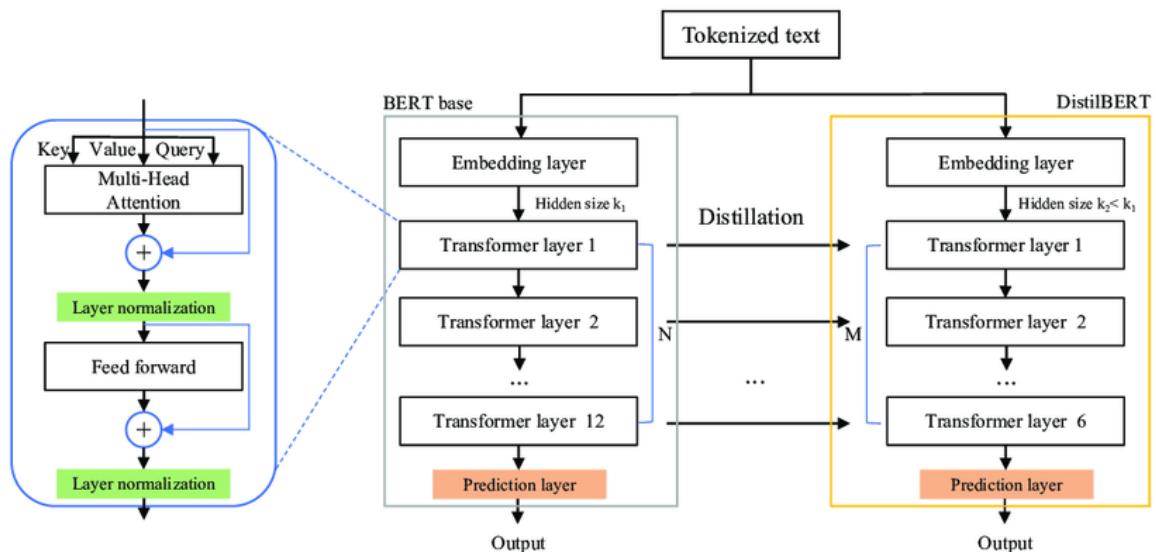 Tokenized text
BERT base
DistilBERT
Key Value Query
Multi-Head
Attention
+
Layer normalization
Feed forward
+
Layer normalization
Embedding layer
Hidden size k₁
Transformer layer 1
Transformer layer 2
...
Transformer layer 12
N
Prediction layer
Output
Distillation
...
Embedding layer
Hidden size k₂< k₁
Transformer layer 1
Transformer layer 2
M
...
Transformer layer 6
Prediction layer
Output